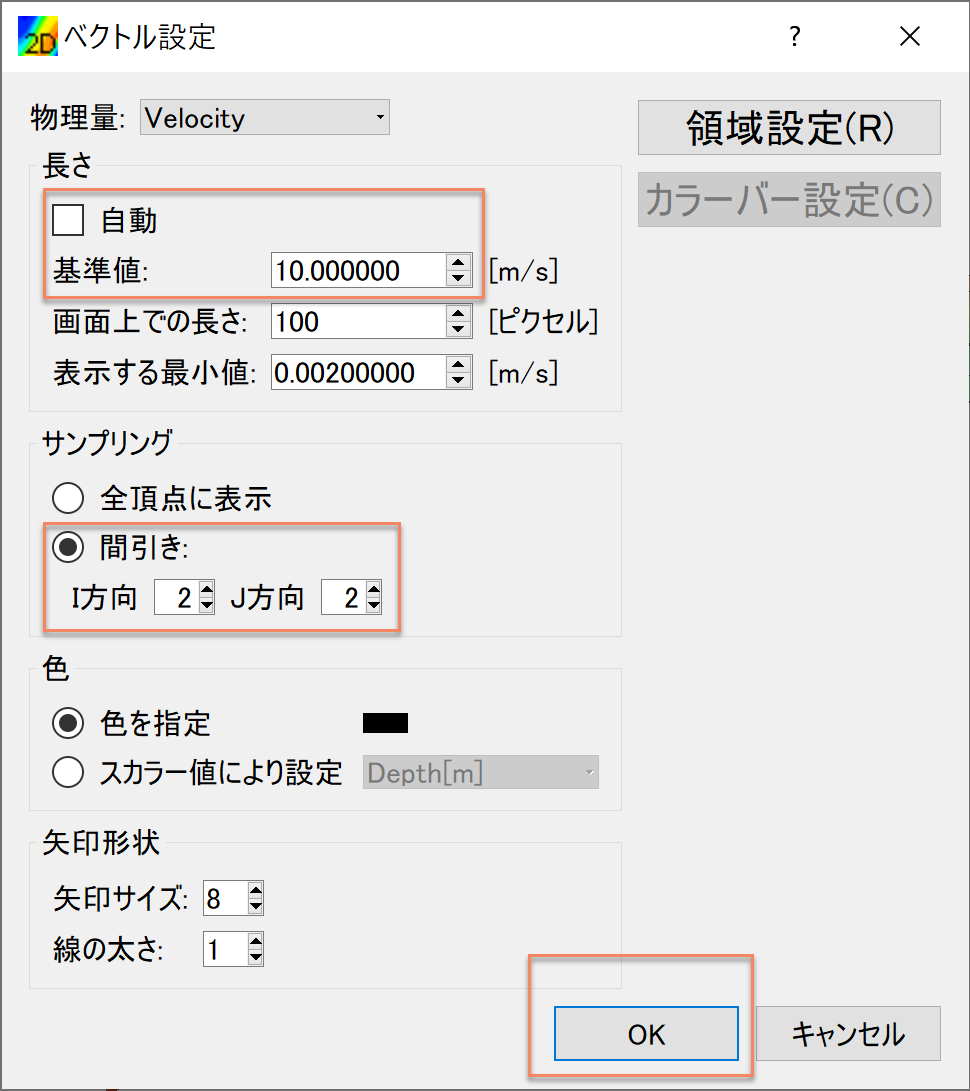 2D ベクトル設定 ?
物理量: Velocity
領域設定(R)
カラーバー設定(C)
長さ
自動
基準値: 10.000000 [m/s]
画面上での長さ: 100 [ピクセル]
表示する最小値: 0.00200000 [m/s]
サンプリング
全頂点に表示
間引き:
I方向 2 J方向 2
色
色を指定
スカラー値により設定 Depth[m]
矢印形状
矢印サイズ: 8
線の太さ: 1
OK キャンセル